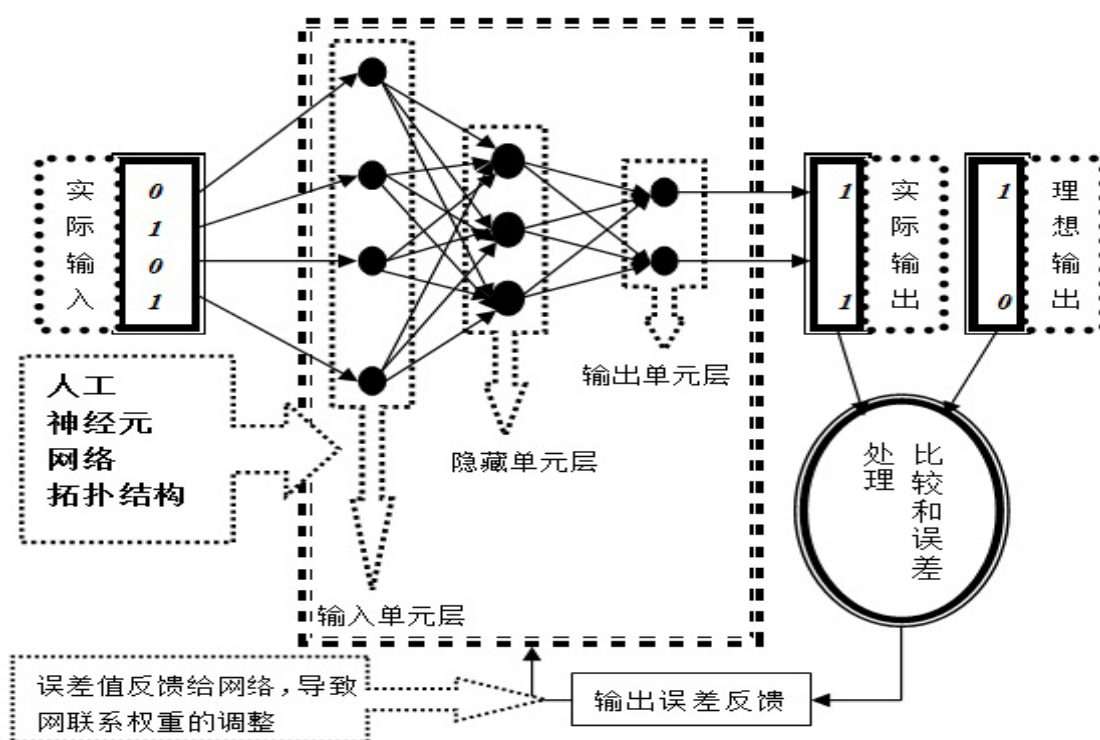 实际输入
0
1
0
1
人工
神经元
网络
拓扑结构
输入单元层
隐藏单元层
输出单元层
1
1
实际输出
1
0
理想输出
比较和误差
处理
输出误差反馈
误差值反馈给网络,导致
网联系权重的调整